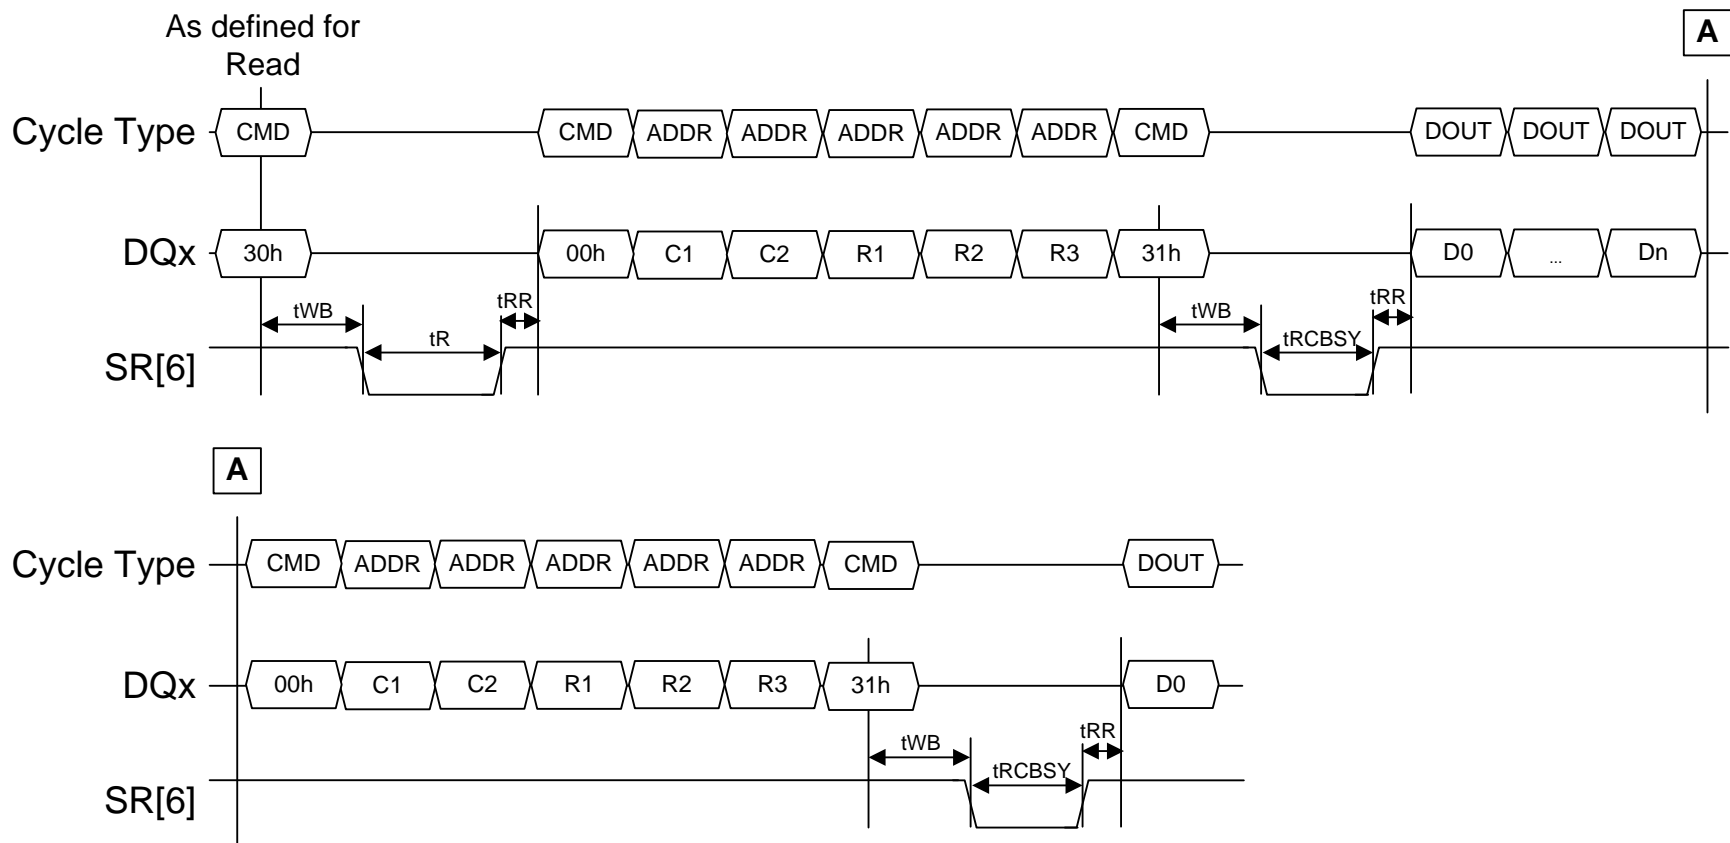 As defined for
Read
A
Cycle Type CMD CMD ADDR ADDR ADDR ADDR ADDR CMD DOUT DOUT DOUT
DQx 30h 00h C1 C2 R1 R2 R3 31h D0 ... Dn
tWB tR tRR tWB tRCBSY tRR
SR[6]
A
Cycle Type CMD ADDR ADDR ADDR ADDR ADDR CMD DOUT
DQx 00h C1 C2 R1 R2 R3 31h D0
tWB tRCBSY tRR
SR[6]